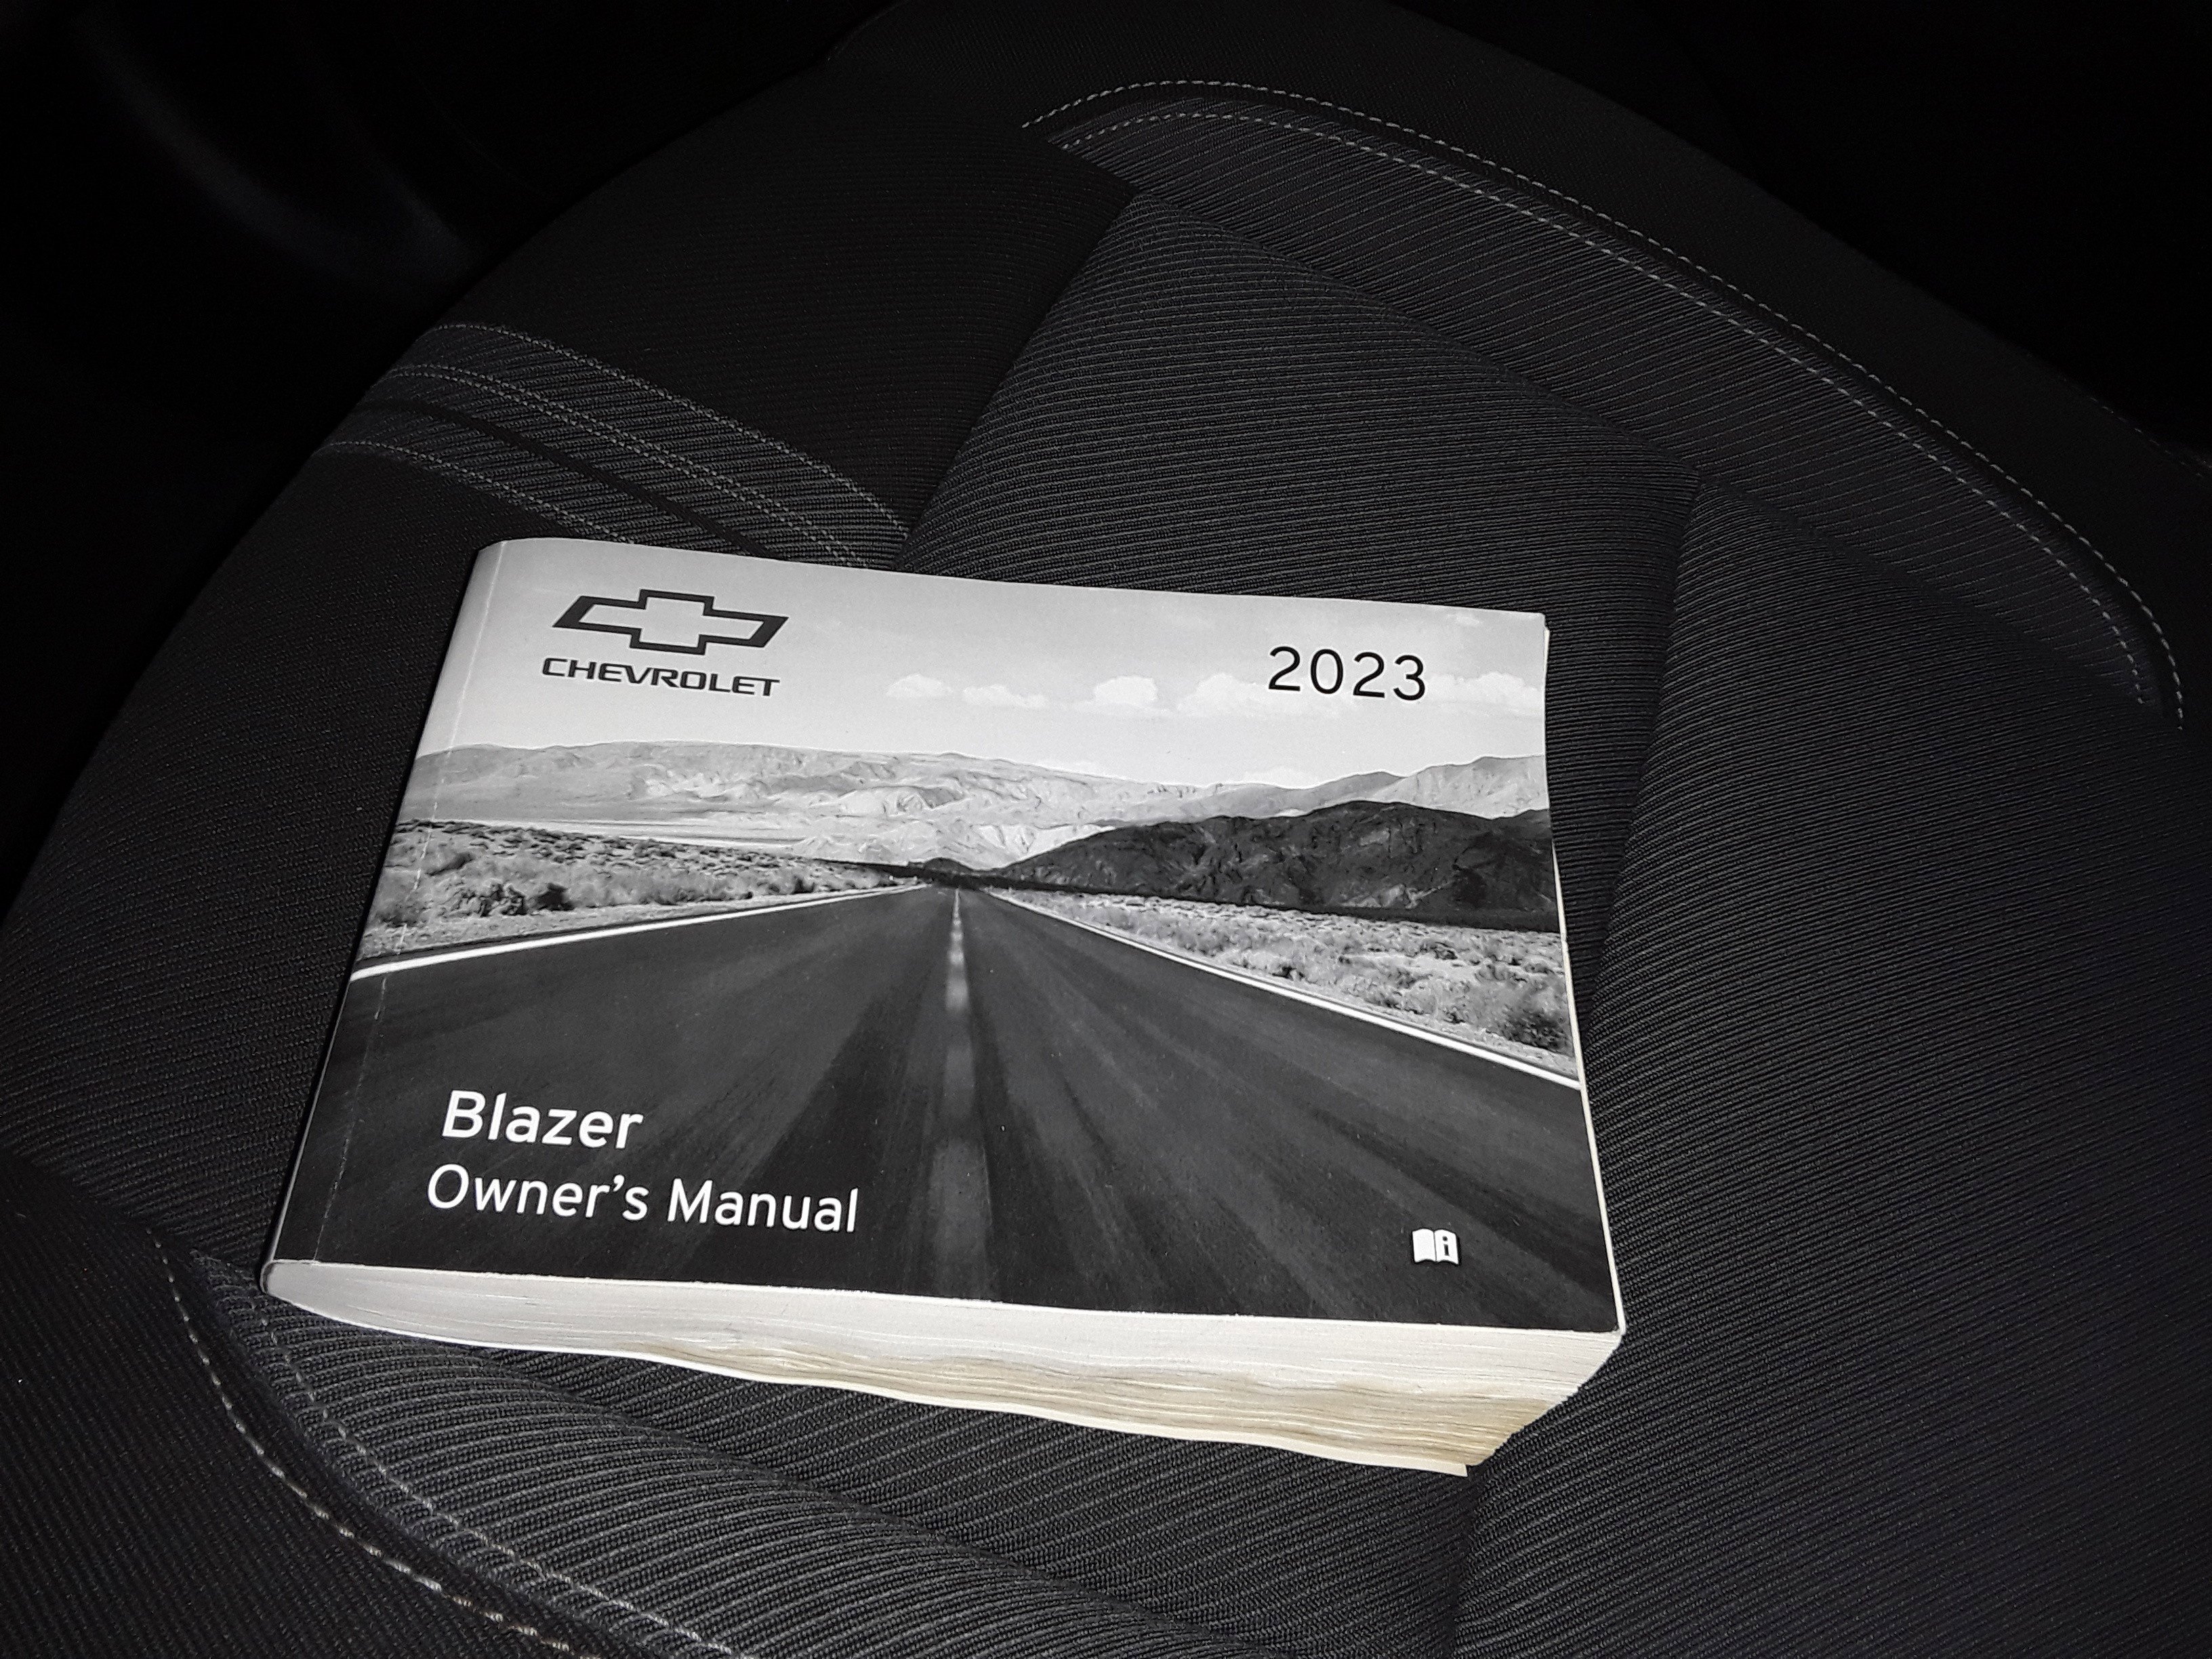 CHEVROLET
2023
Blazer
Owner's Manual